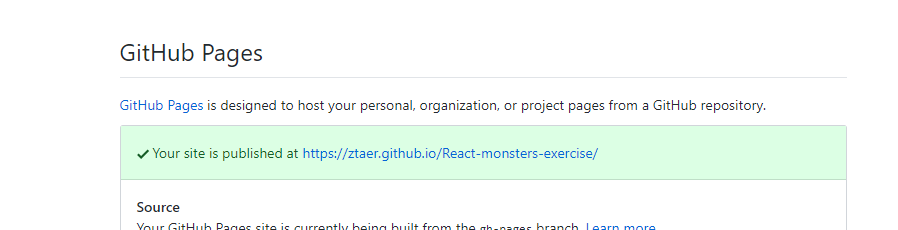 GitHub Pages
GitHub Pages is designed to host your personal, organization, or project pages from a GitHub repository.
Your site is published at https://ztaer.github.io/React-monsters-exercise/
Source
Your GitHub Pages site is currently being built from the gh-pages branch. Learn more